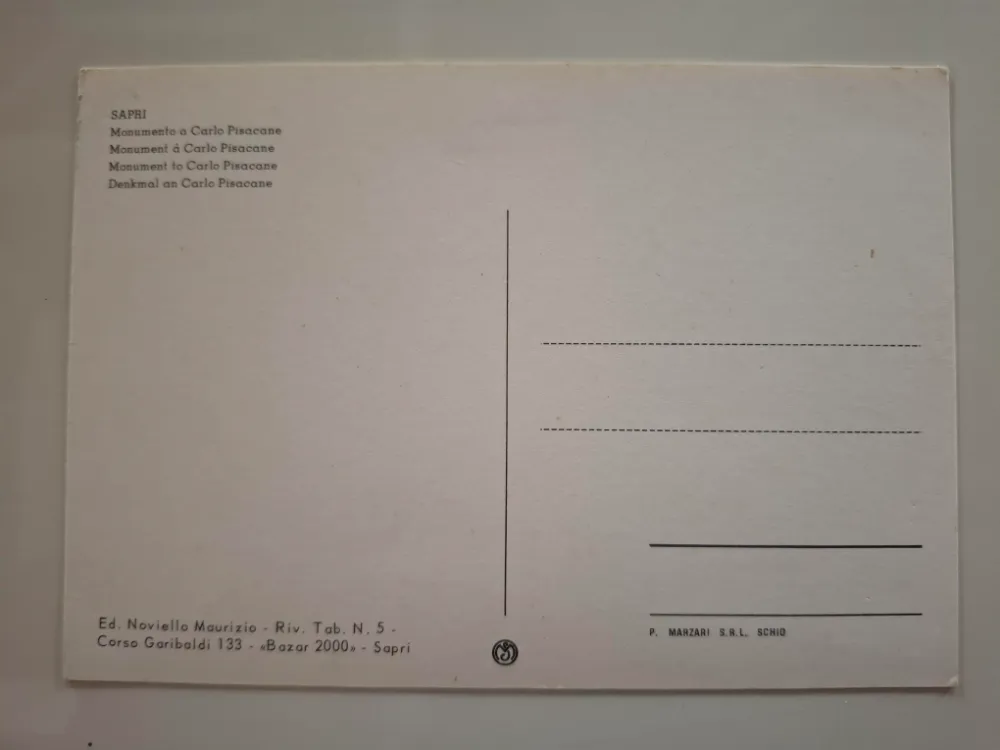 SAPRI
Monumento a Carlo Pisacane
Monument á Carlo Pisacane
Monument to Carlo Pisacane
Denkmal an Carlo Pisacane
Ed. Noviello Maurizio - Riv. Tab. N. 5 -
Corso Garibaldi 133 - «Bazar 2000» - Sapri
P. MARZARI S.R.L. SCHIO